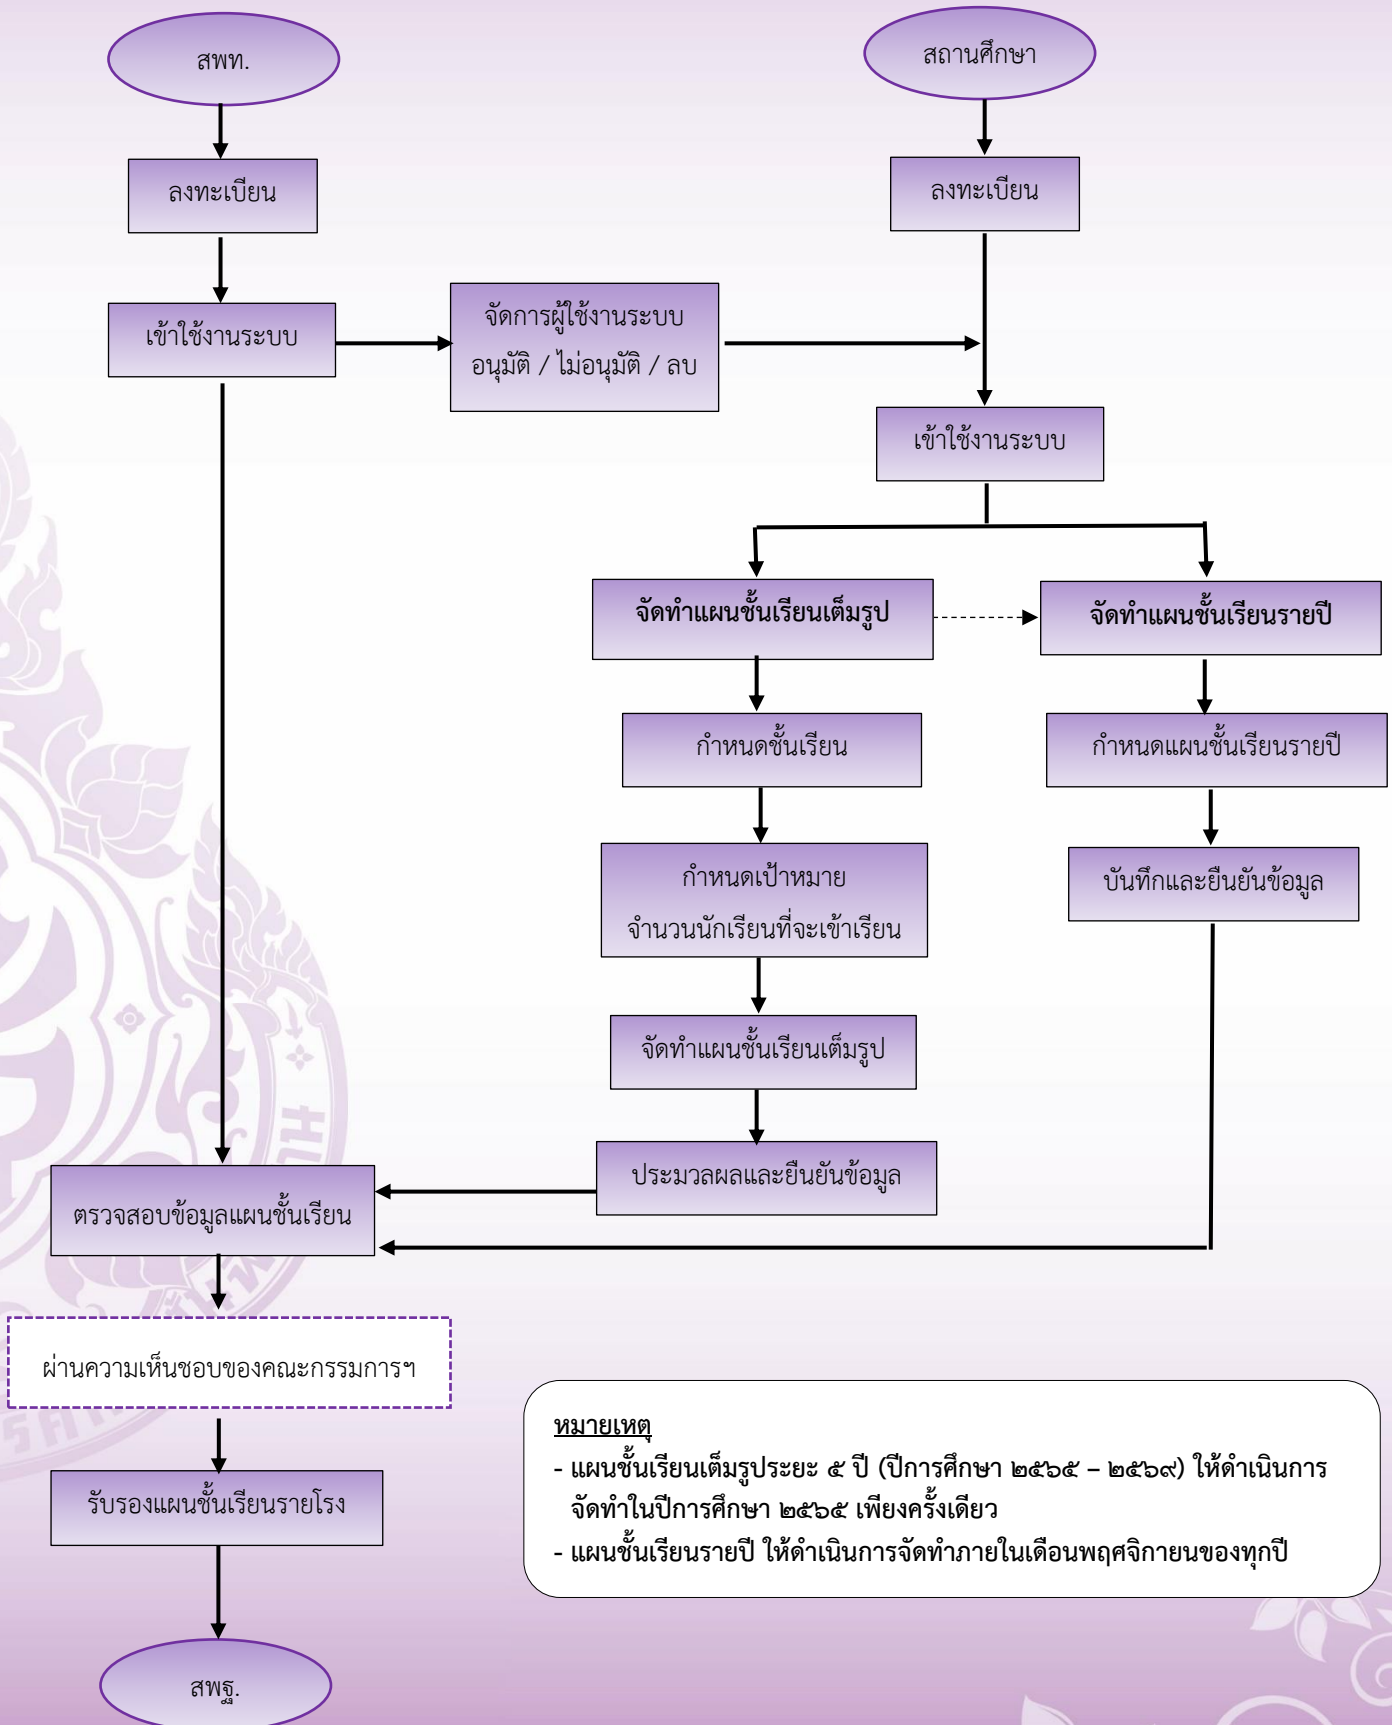 สพท.
สถานศึกษา
ลงทะเบียน
ลงทะเบียน
เข้าใช้งานระบบ
จัดการผู้ใช้งานระบบ
อนุมัติ / ไม่อนุมัติ / ลบ
เข้าใช้งานระบบ
จัดทำแผนชั้นเรียนเต็มรูป
จัดทำแผนชั้นเรียนรายปี
กำหนดชั้นเรียน
กำหนดแผนชั้นเรียนรายปี
กำหนดเป้าหมาย
จำนวนนักเรียนที่จะเข้าเรียน
บันทึกและยืนยันข้อมูล
จัดทำแผนชั้นเรียนเต็มรูป
ประมวลผลและยืนยันข้อมูล
ตรวจสอบข้อมูลแผนชั้นเรียน
ผ่านความเห็นชอบของคณะกรรมการฯ
รับรองแผนชั้นเรียนรายโรง
สพฐ.
หมายเหตุ
- แผนชั้นเรียนเต็มรูประยะ ๕ ปี (ปีการศึกษา ๒๕๖๕ – ๒๕๖๙) ให้ดำเนินการ
จัดทำในปีการศึกษา ๒๕๖๕ เพียงครั้งเดียว
- แผนชั้นเรียนรายปี ให้ดำเนินการจัดทำภายในเดือนพฤศจิกายนของทุกปี